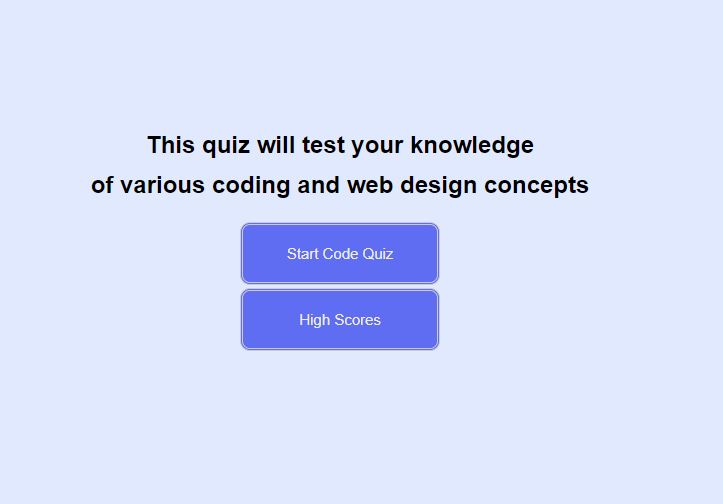 This quiz will test your knowledge
of various coding and web design concepts
Start Code Quiz
High Scores